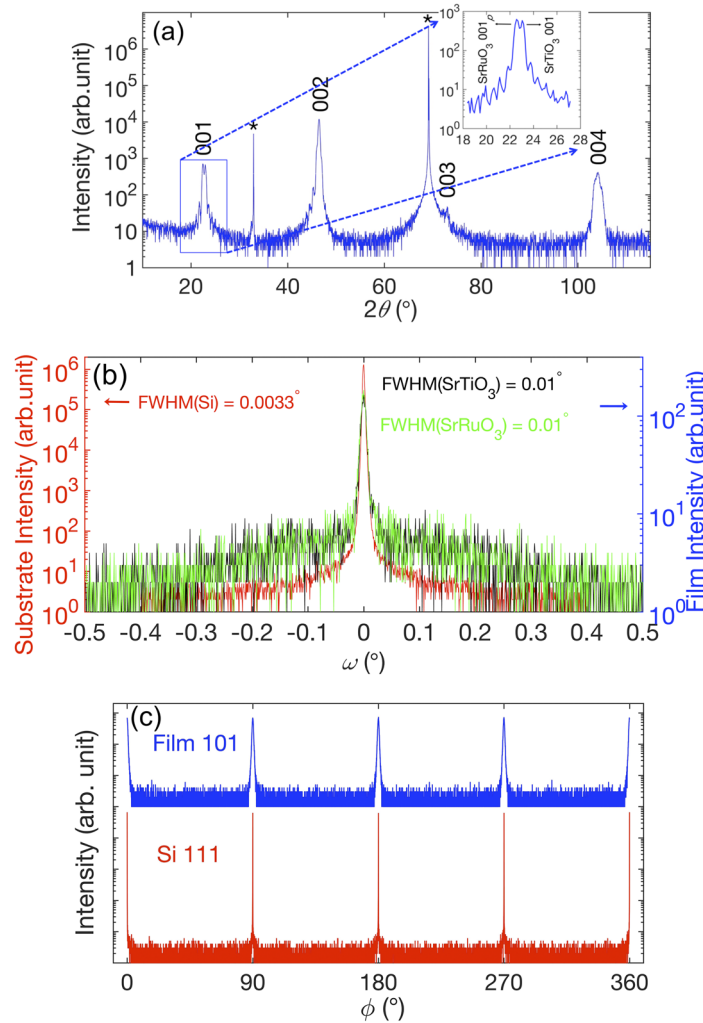 (a)
Intensity (arb.unit)
10⁶
10⁵
10⁴
10³
10²
10
1
20
40
60
80
100
2θ (°)
001
*
002
*
003
004
10³
10²
10¹
10⁰
18
20
22
24
26
28
SrRuO₃ 001ₚ
SrTiO₃ 001
(b)
Substrate Intensity (arb.unit)
10⁶
10⁵
10⁴
10³
10²
10¹
10⁰
FWHM(Si) = 0.0033°
FWHM(SrTiO₃) = 0.01°
FWHM(SrRuO₃) = 0.01°
10²
10¹
10⁰
Film Intensity (arb.unit)
-0.5 -0.4 -0.3 -0.2 -0.1 0 0.1 0.2 0.3 0.4 0.5
ω (°)
(c)
Intensity (arb. unit)
Film 101
Si 111
0 90 180 270 360
ϕ (°)